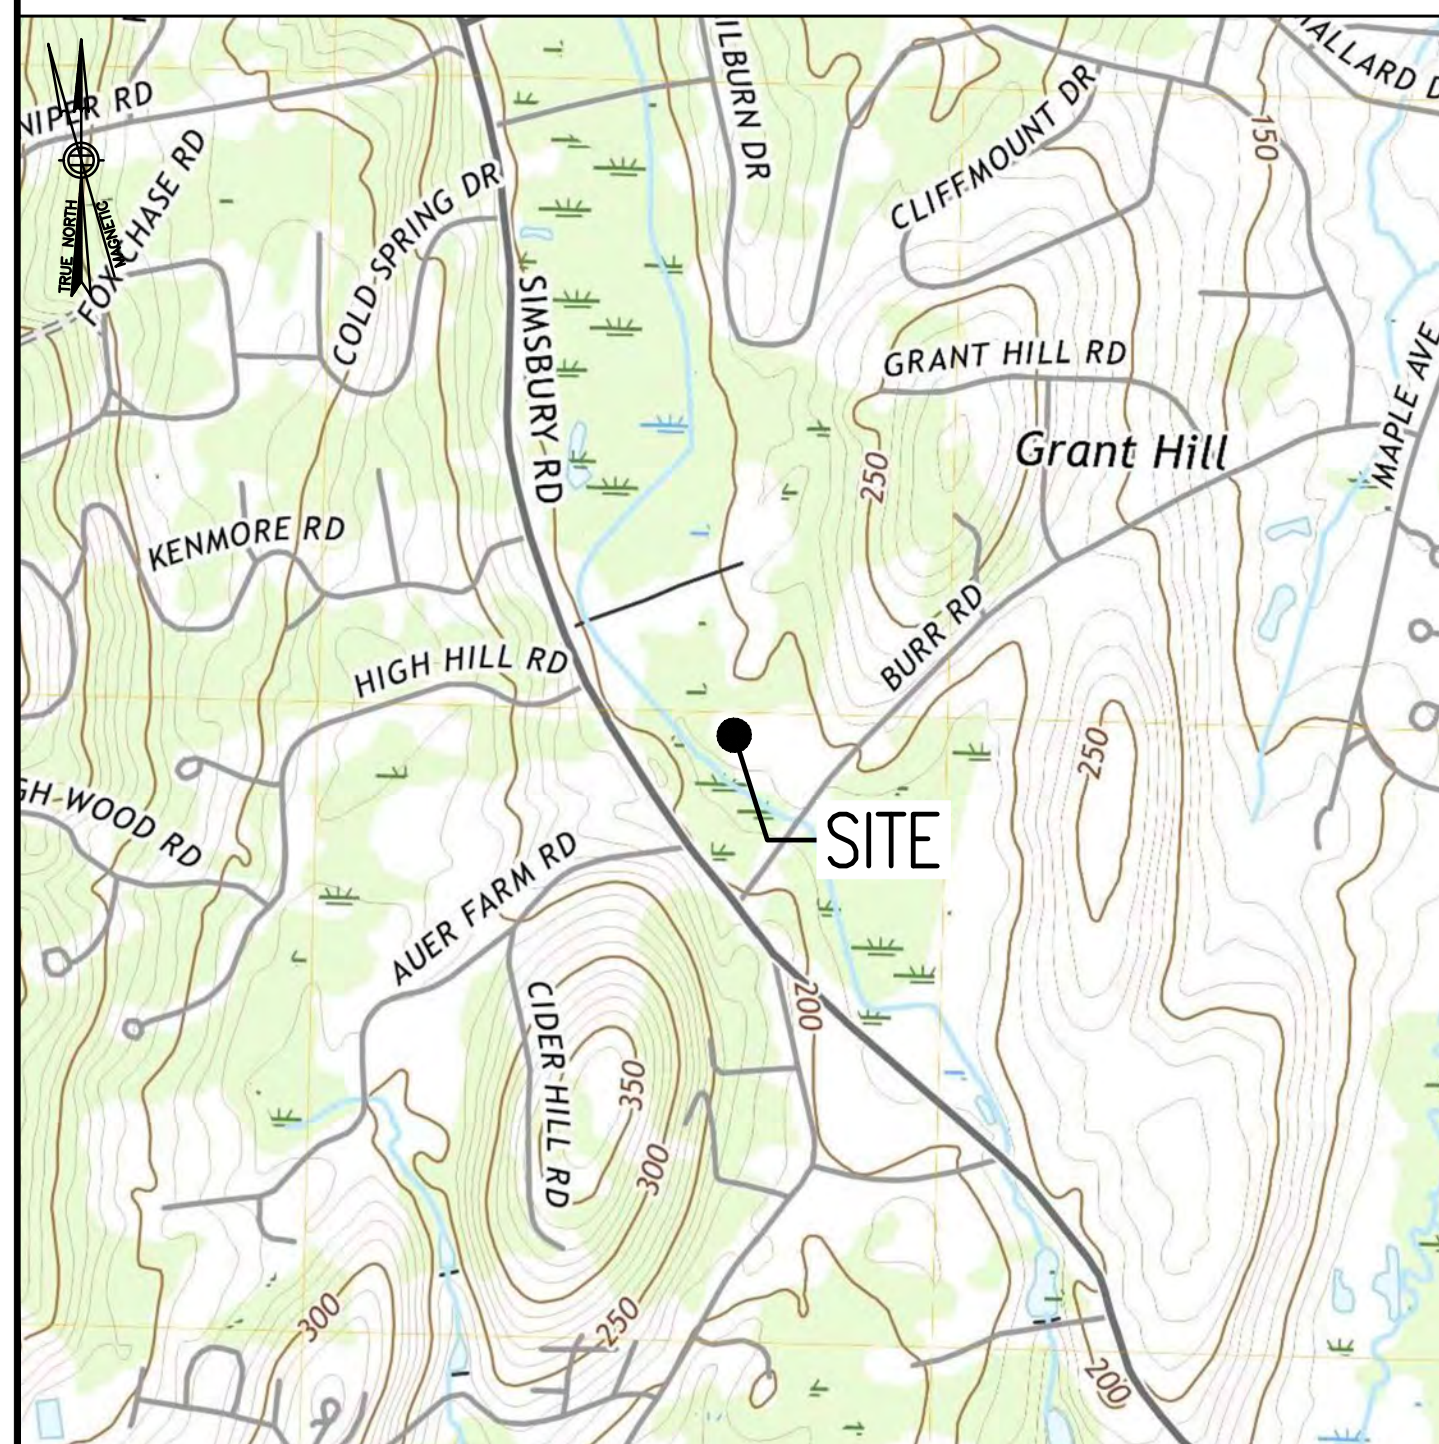 ILBURN DR
MALLARD D
NIPER RD
CLIFFMOUNT DR
150
FOX CHASE RD
COLD SPRING DR
TRUE NORTH
MAGNETIC
SIMSBURY RD
GRANT HILL RD
MAPLE AVE
Grant Hill
250
KENMORE RD
BURR RD
HIGH HILL RD
250
GH WOOD RD
SITE
AUER FARM RD
200
CIDER HILL RD
350
300
300
250
200